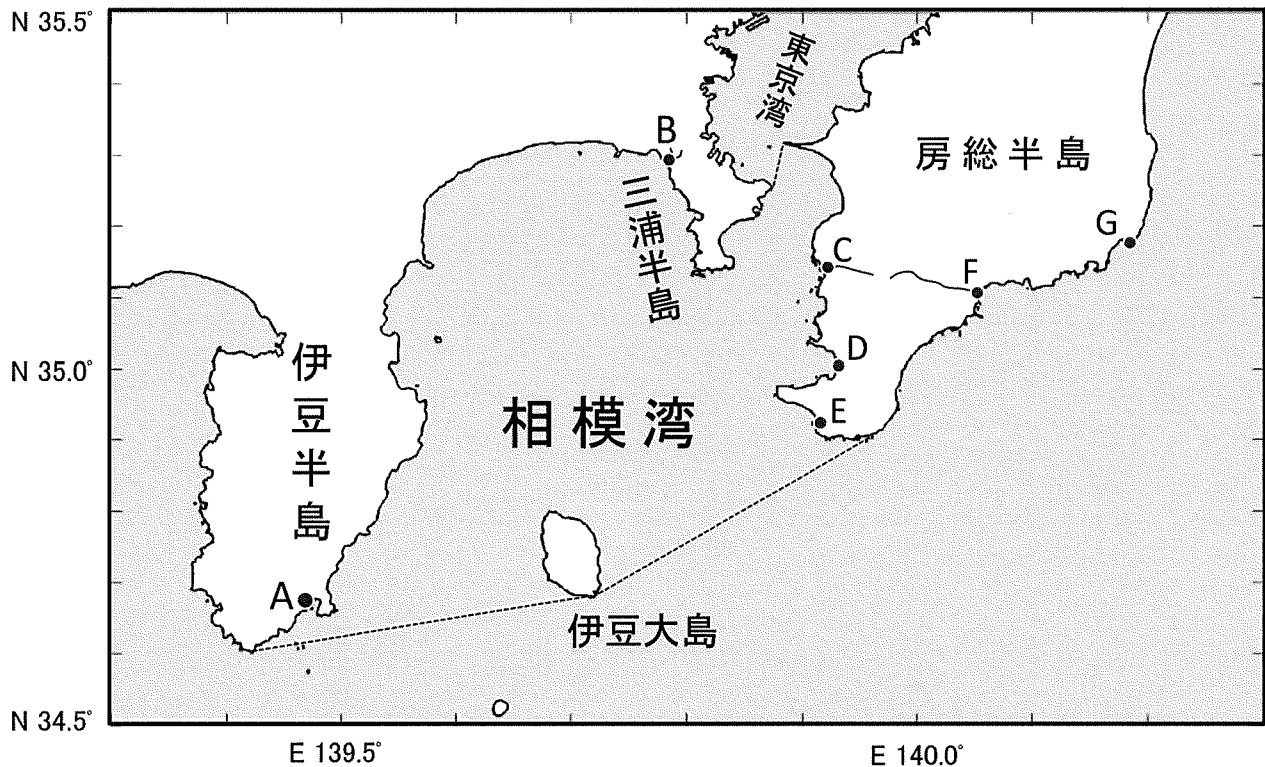 N 35.5°
東京湾
B
房総半島
三浦半島
G
C
F
伊豆半島
N 35.0°
D
相模湾
E
A
伊豆大島
N 34.5°
E 139.5°
E 140.0°